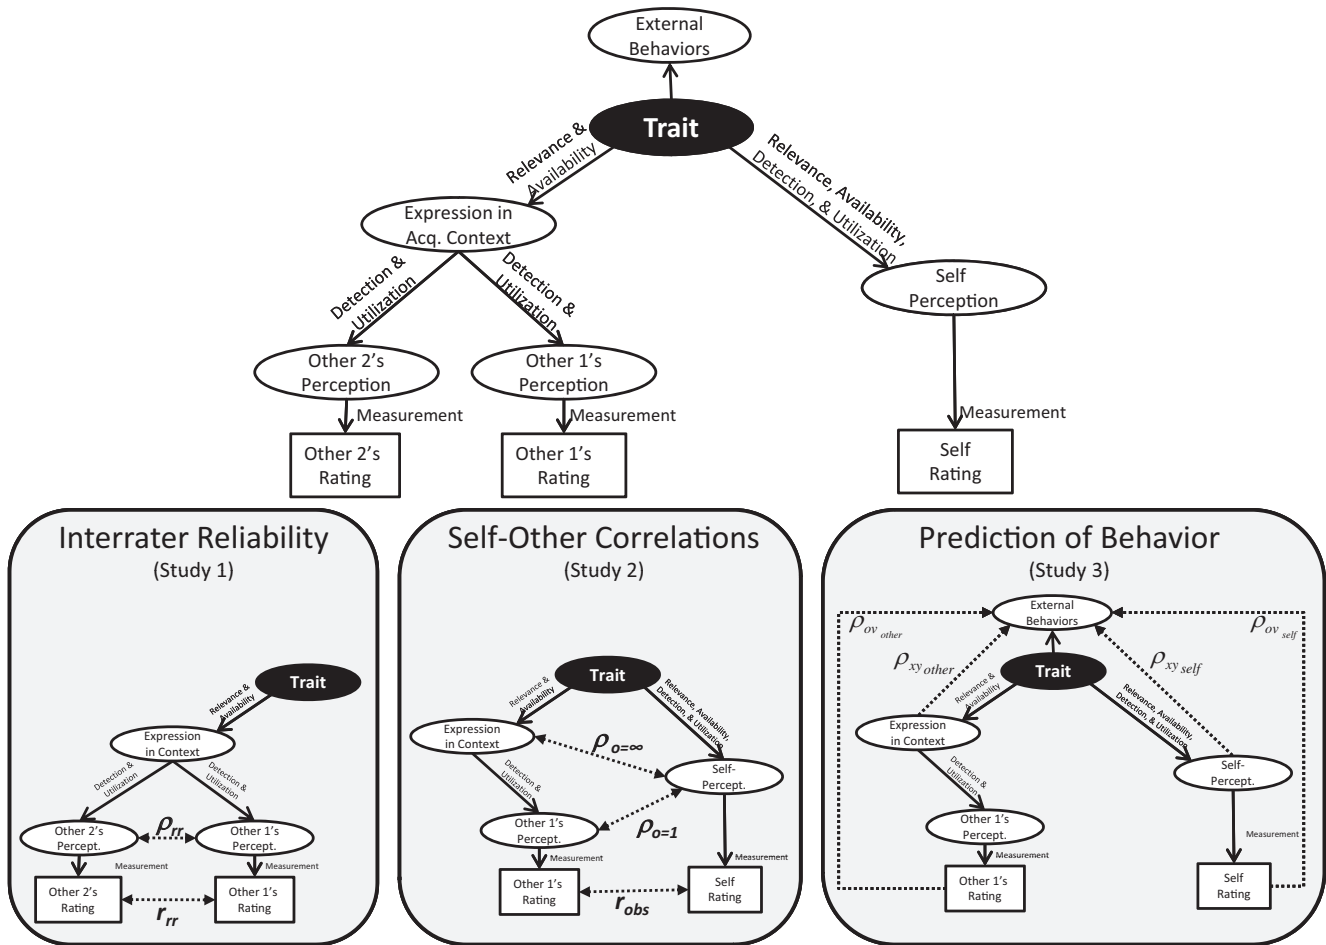 External
Behaviors
Trait
Relevance &
Availability
Relevance, Availability,
Detection, & Utilization
Expression in
Acq. Context
Detection &
Utilization
Detection &
Utilization
Self
Perception
Other 2's
Perception
Other 1's
Perception
Measurement
Measurement
Measurement
Other 2's
Rating
Other 1's
Rating
Self
Rating
Interrater Reliability
(Study 1)
Trait
Relevance &
Availability
Expression
in Context
Detection &
Utilization
Detection &
Utilization
Other 2's
Percept.
ρrr
Other 1's
Percept.
Measurement
Measurement
Other 2's
Rating
rrr
Other 1's
Rating
Self-Other Correlations
(Study 2)
Trait
Relevance &
Availability
Relevance, Availability,
Detection, & Utilization
Expression
in Context
ρo=∞
Self-
Percept.
Detection &
Utilization
Other 1's
Percept.
ρo=1
Measurement
Measurement
Other 1's
Rating
robs
Self
Rating
Prediction of Behavior
(Study 3)
External
Behaviors
ρov other
ρov self
ρxy other
ρxy self
Trait
Relevance &
Availability
Relevance, Availability,
Detection, & Utilization
Expression
in Context
Self-
Percept.
Detection &
Utilization
Other 1's
Percept.
Measurement
Measurement
Other 1's
Rating
Self
Rating